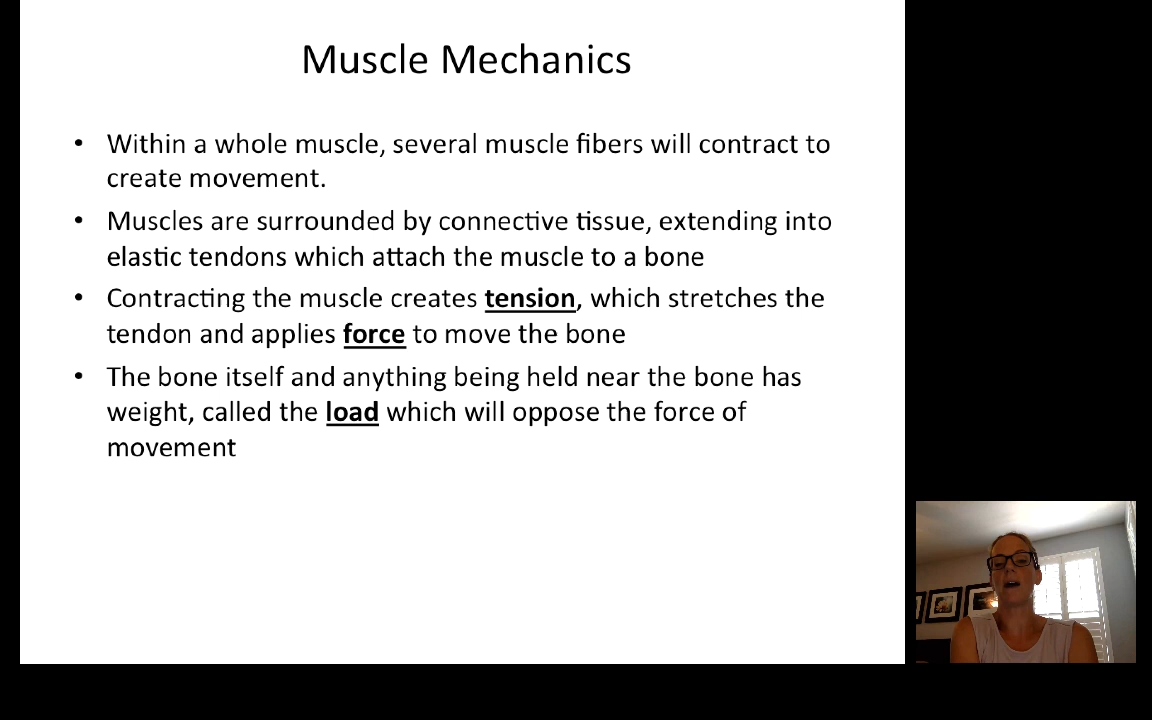 Muscle Mechanics
• Within a whole muscle, several muscle fibers will contract to
create movement.
• Muscles are surrounded by connective tissue, extending into
elastic tendons which attach the muscle to a bone
• Contracting the muscle creates tension, which stretches the
tendon and applies force to move the bone
• The bone itself and anything being held near the bone has
weight, called the load which will oppose the force of
movement